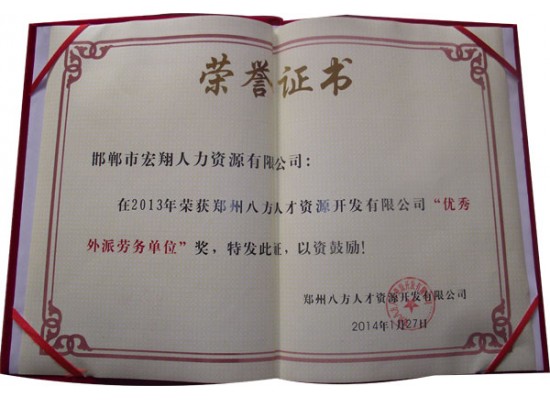 荣誉证书
邯郸市宏翔人力资源有限公司：
在2013年荣获郑州八方人才资源开发有限公司“优秀
外派劳务单位”奖，特发此证，以资鼓励！
郑州八方人才资源开发有限公司
2014年1月27日